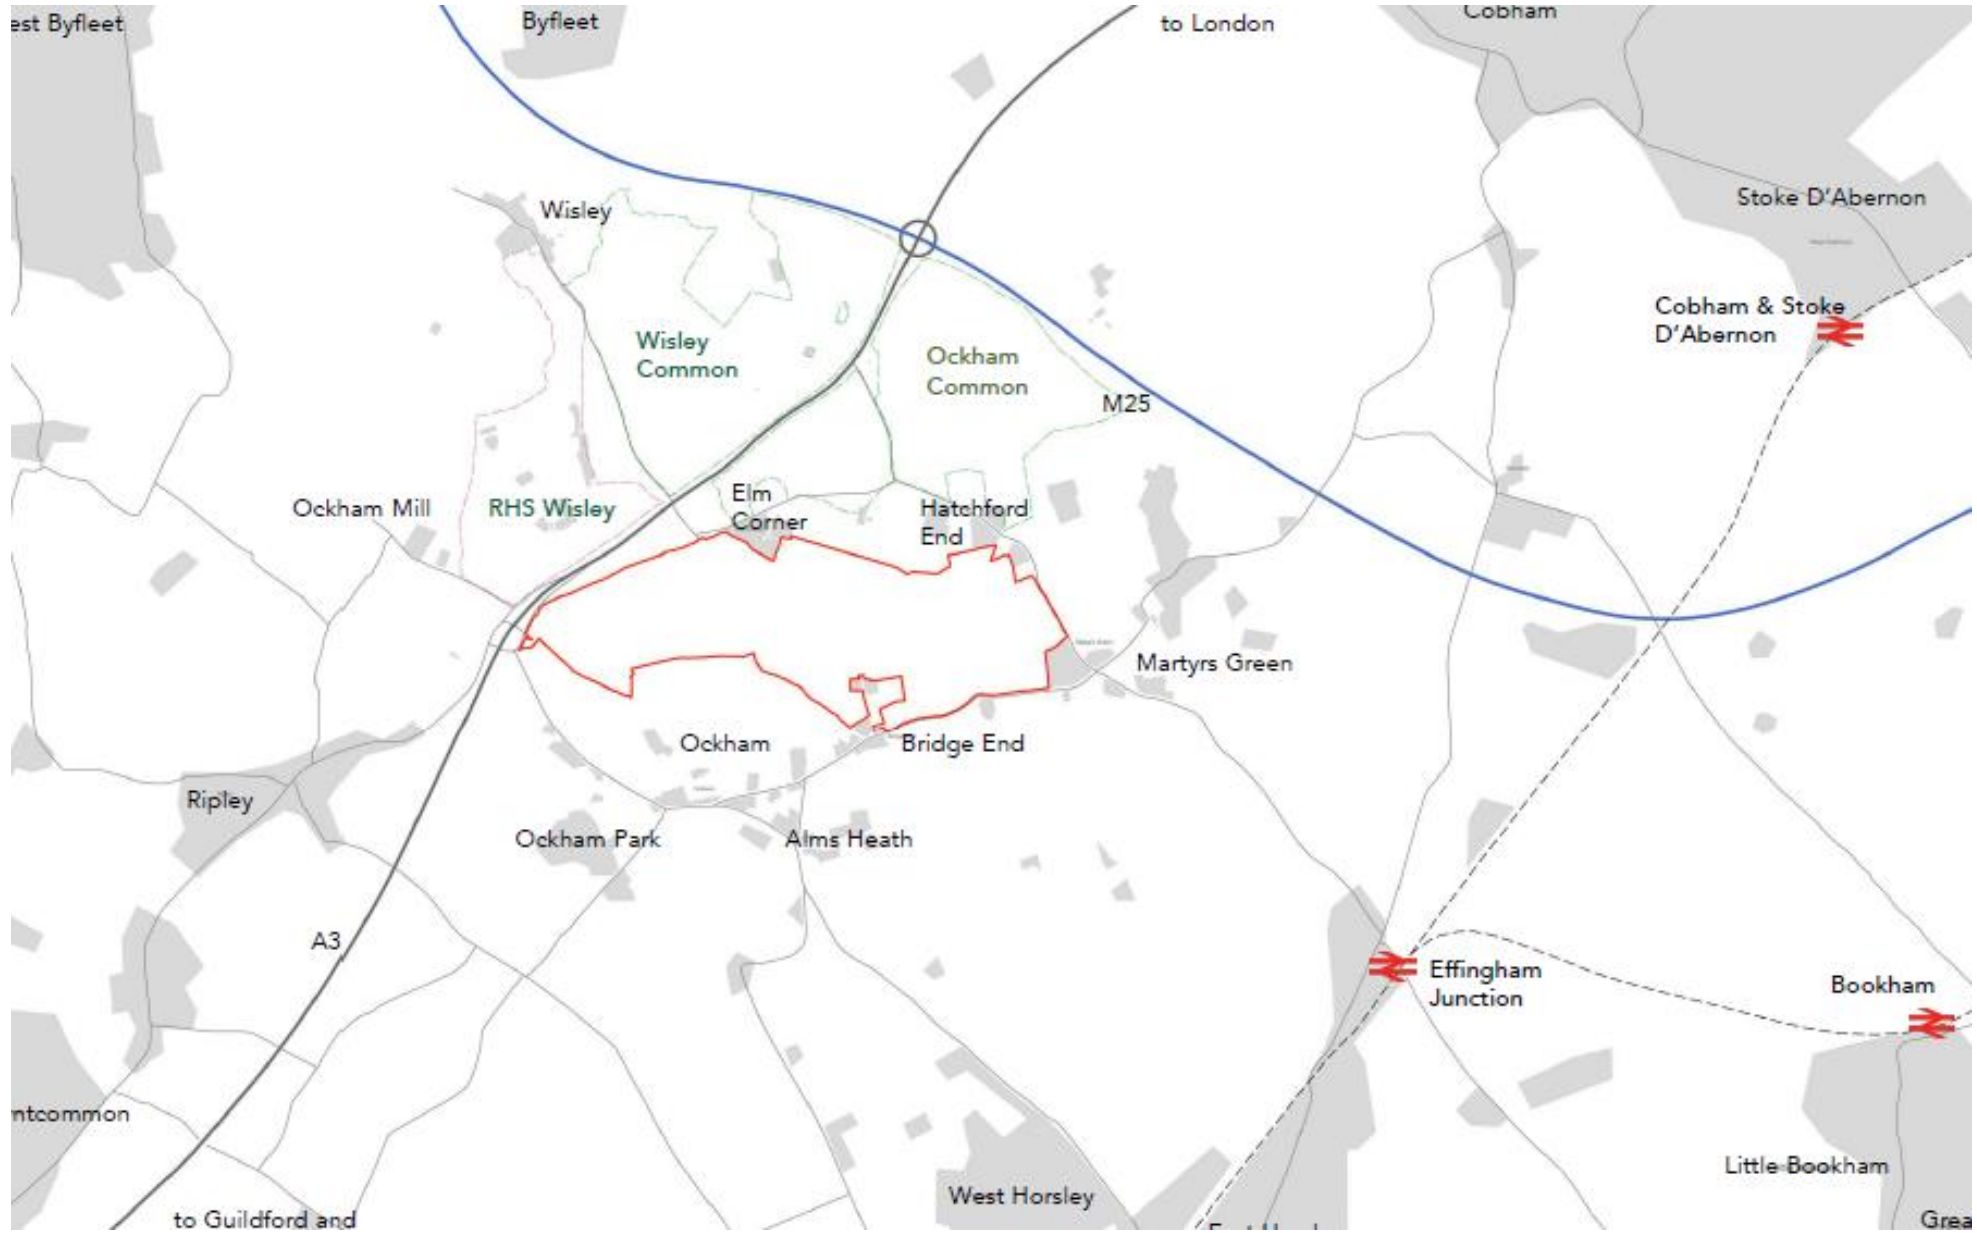 est Byfleet
Byfleet
to London
Cobham
Wisley
Stoke D'Abernon
Cobham & Stoke
D'Abernon
Wisley
Common
Ockham
Common
M25
Ockham Mill
RHS Wisley
Elm
Corner
Hatchford
End
Martyrs Green
Ockham
Bridge End
Ripley
Ockham Park
Alms Heath
A3
Effingham
Junction
Bookham
ntcommon
Little Bookham
West Horsley
to Guildford and
Grea